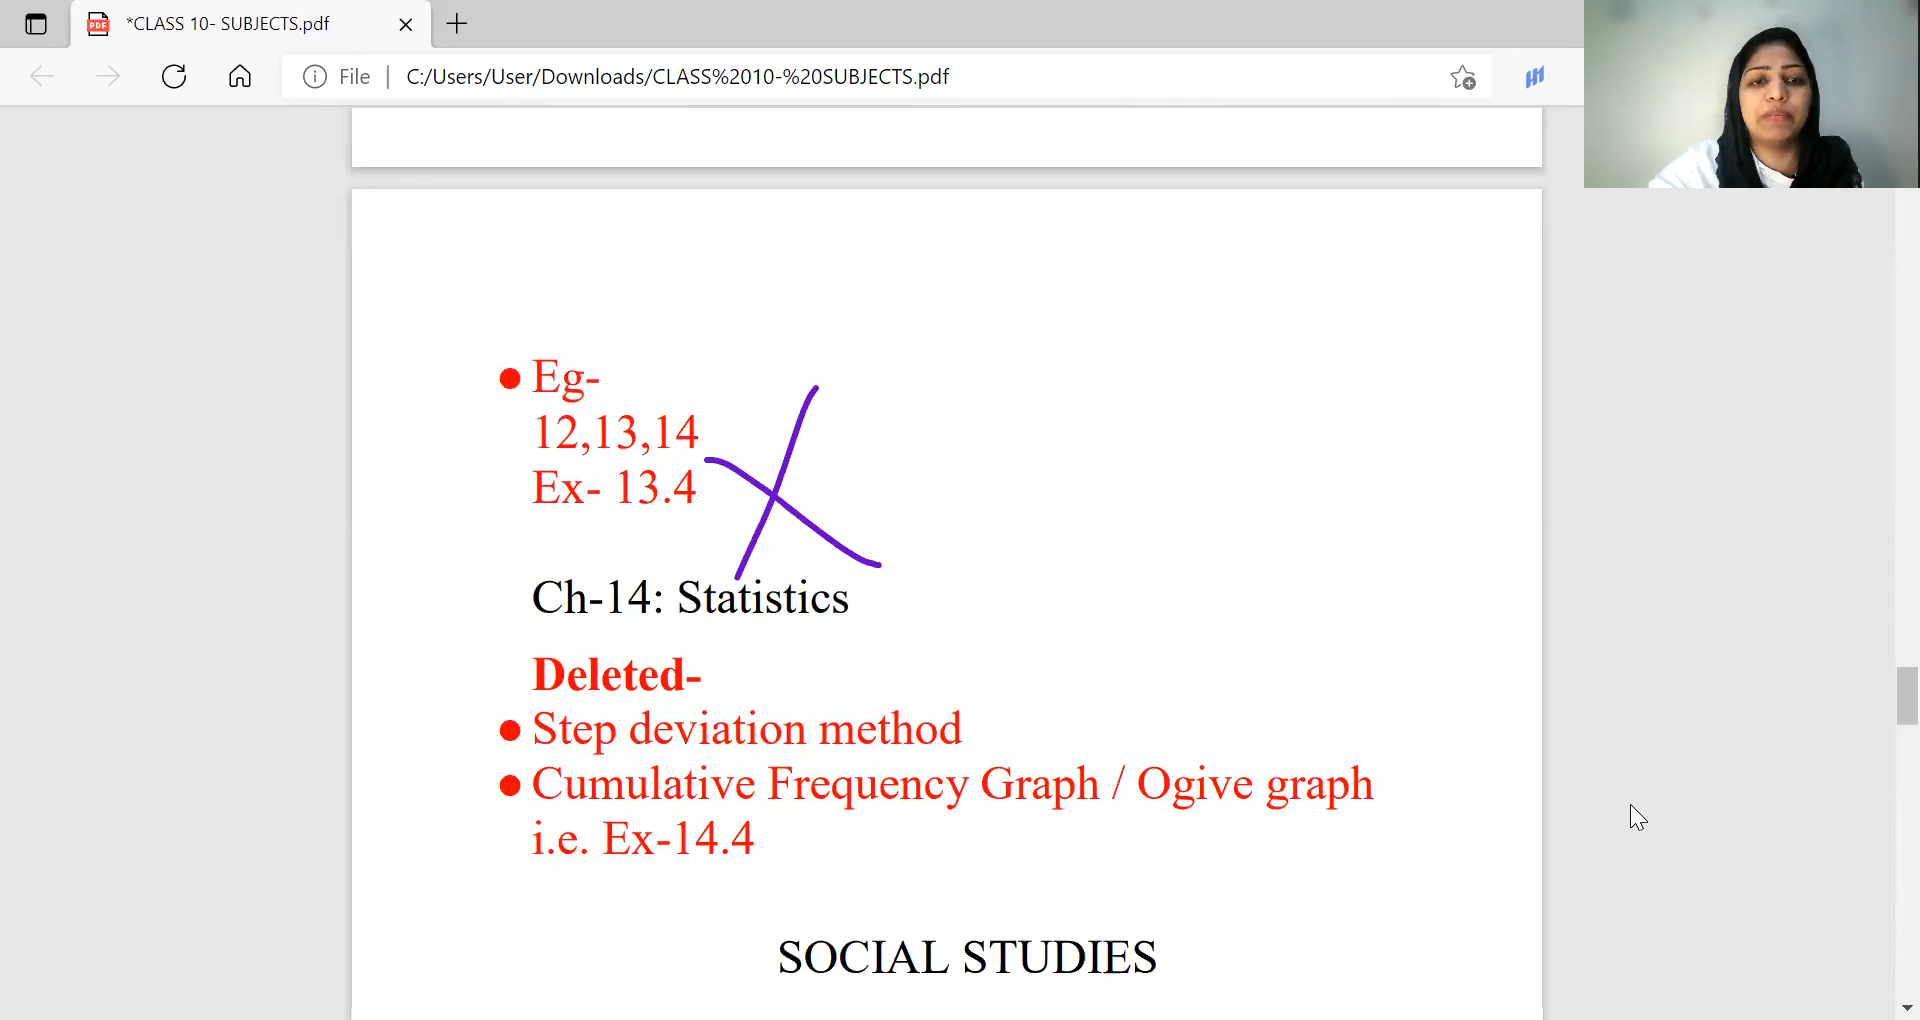 *CLASS 10- SUBJECTS.pdf
File | C:/Users/User/Downloads/CLASS%2010-%20SUBJECTS.pdf
Eg-
12,13,14
Ex- 13.4
Ch-14: Statistics
Deleted-
Step deviation method
Cumulative Frequency Graph / Ogive graph
i.e. Ex-14.4
SOCIAL STUDIES